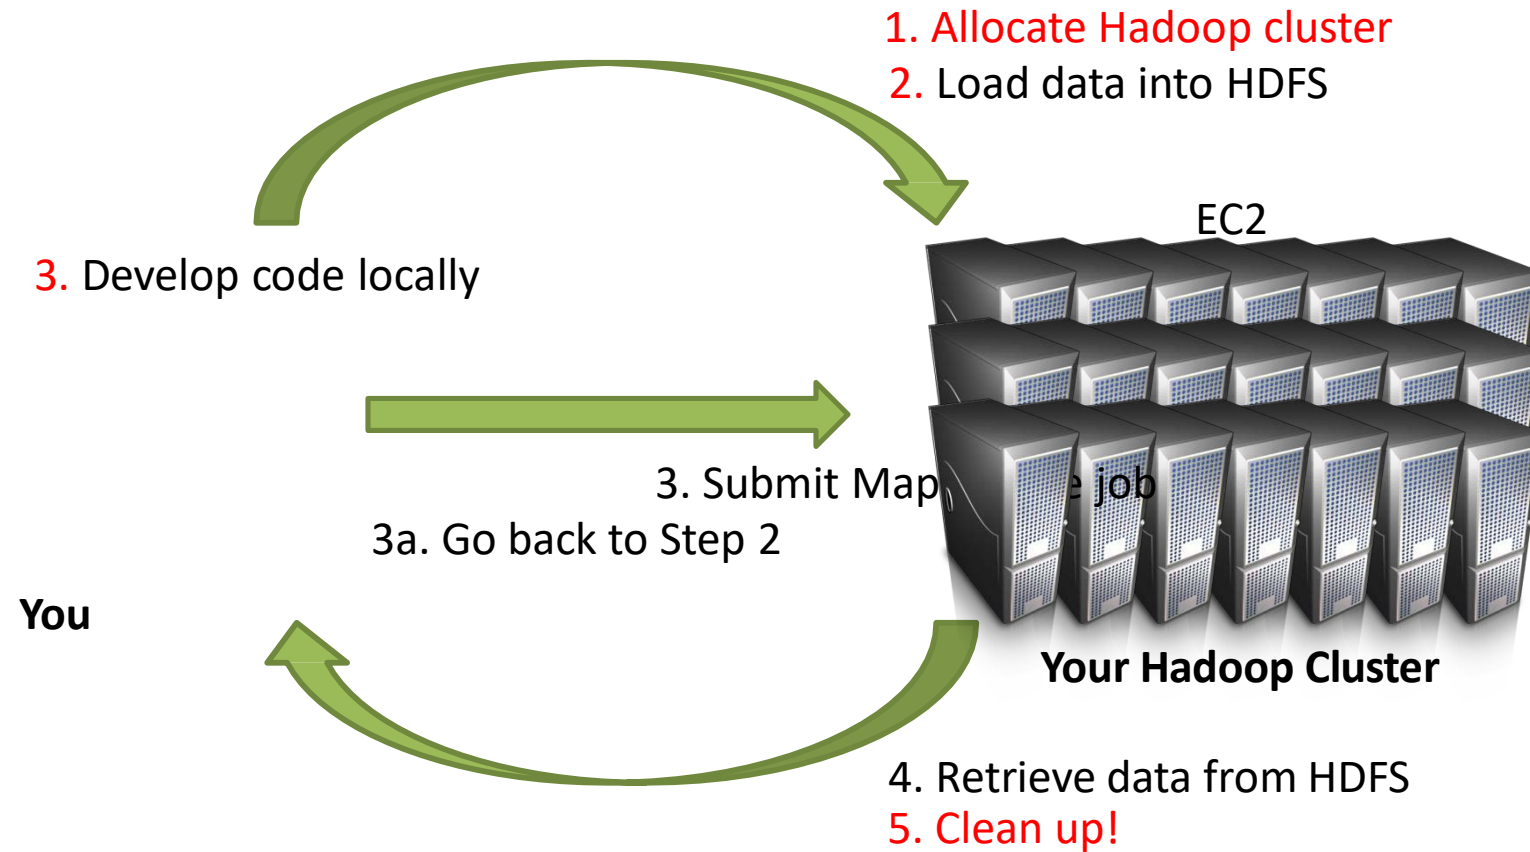 1. Allocate Hadoop cluster
2. Load data into HDFS
EC2
3. Develop code locally
3. Submit Map e job
3a. Go back to Step 2
You
Your Hadoop Cluster
4. Retrieve data from HDFS
5. Clean up!